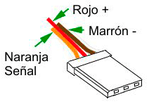 Rojo +
Marrón -
Naranja
Señal